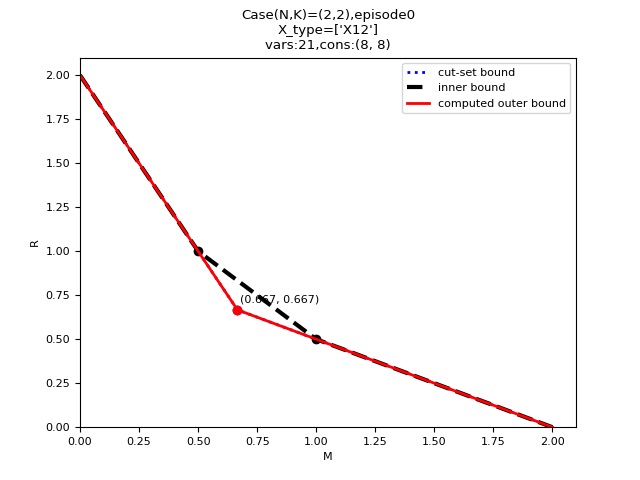 Case(N,K)=(2,2),episode0
X_type=['X12']
vars:21,cons:(8, 8)
cut-set bound
inner bound
computed outer bound
2.00
1.75
1.50
1.25
1.00
0.75
0.50
0.25
0.00
R
(0.667, 0.667)
0.00 0.25 0.50 0.75 1.00 1.25 1.50 1.75 2.00
M